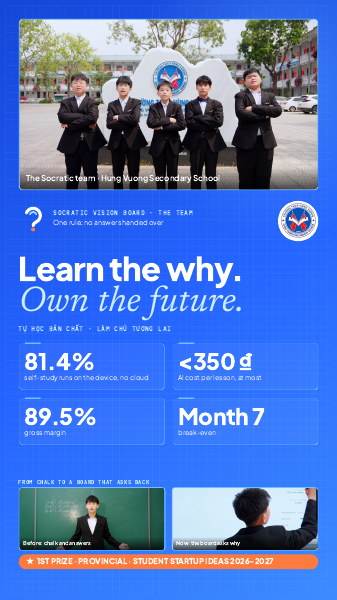 The Socratic team · Hung Vuong Secondary School
SOCRATIC VISION BOARD · THE TEAM
One rule: no answers handed over
Learn the why.
Own the future.
TỰ HỌC BẢN CHẤT · LÀM CHỦ TƯƠNG LAI
81.4%
self-study runs on the device, no cloud
<350 ₫
AI cost per lesson, at most
89.5%
gross margin
Month 7
break-even
FROM CHALK TO A BOARD THAT ASKS BACK
Before: chalk and answers
Now: the board asks why
★ 1ST PRIZE · PROVINCIAL · STUDENT STARTUP IDEAS 2026–2027